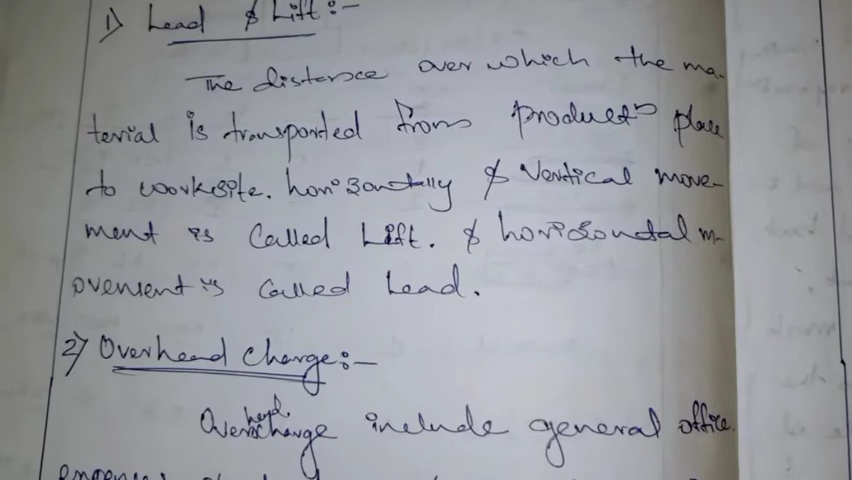 1) Lead & Lift :-
The distance over which the ma-
terial is transported from product^n place
to worksite. horizontally & vertical move-
ment is called Lift. & horizontal m-
ovement is called Lead.
2) Overhead Charge :-
Overhead charge include general office
expenses